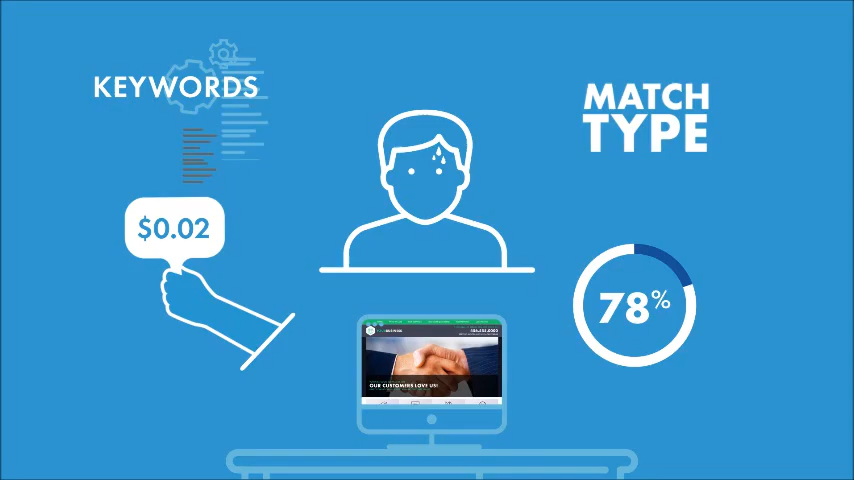 KEYWORDS
MATCH
TYPE
$0.02
78%
OUR CUSTOMERS LOVE US!